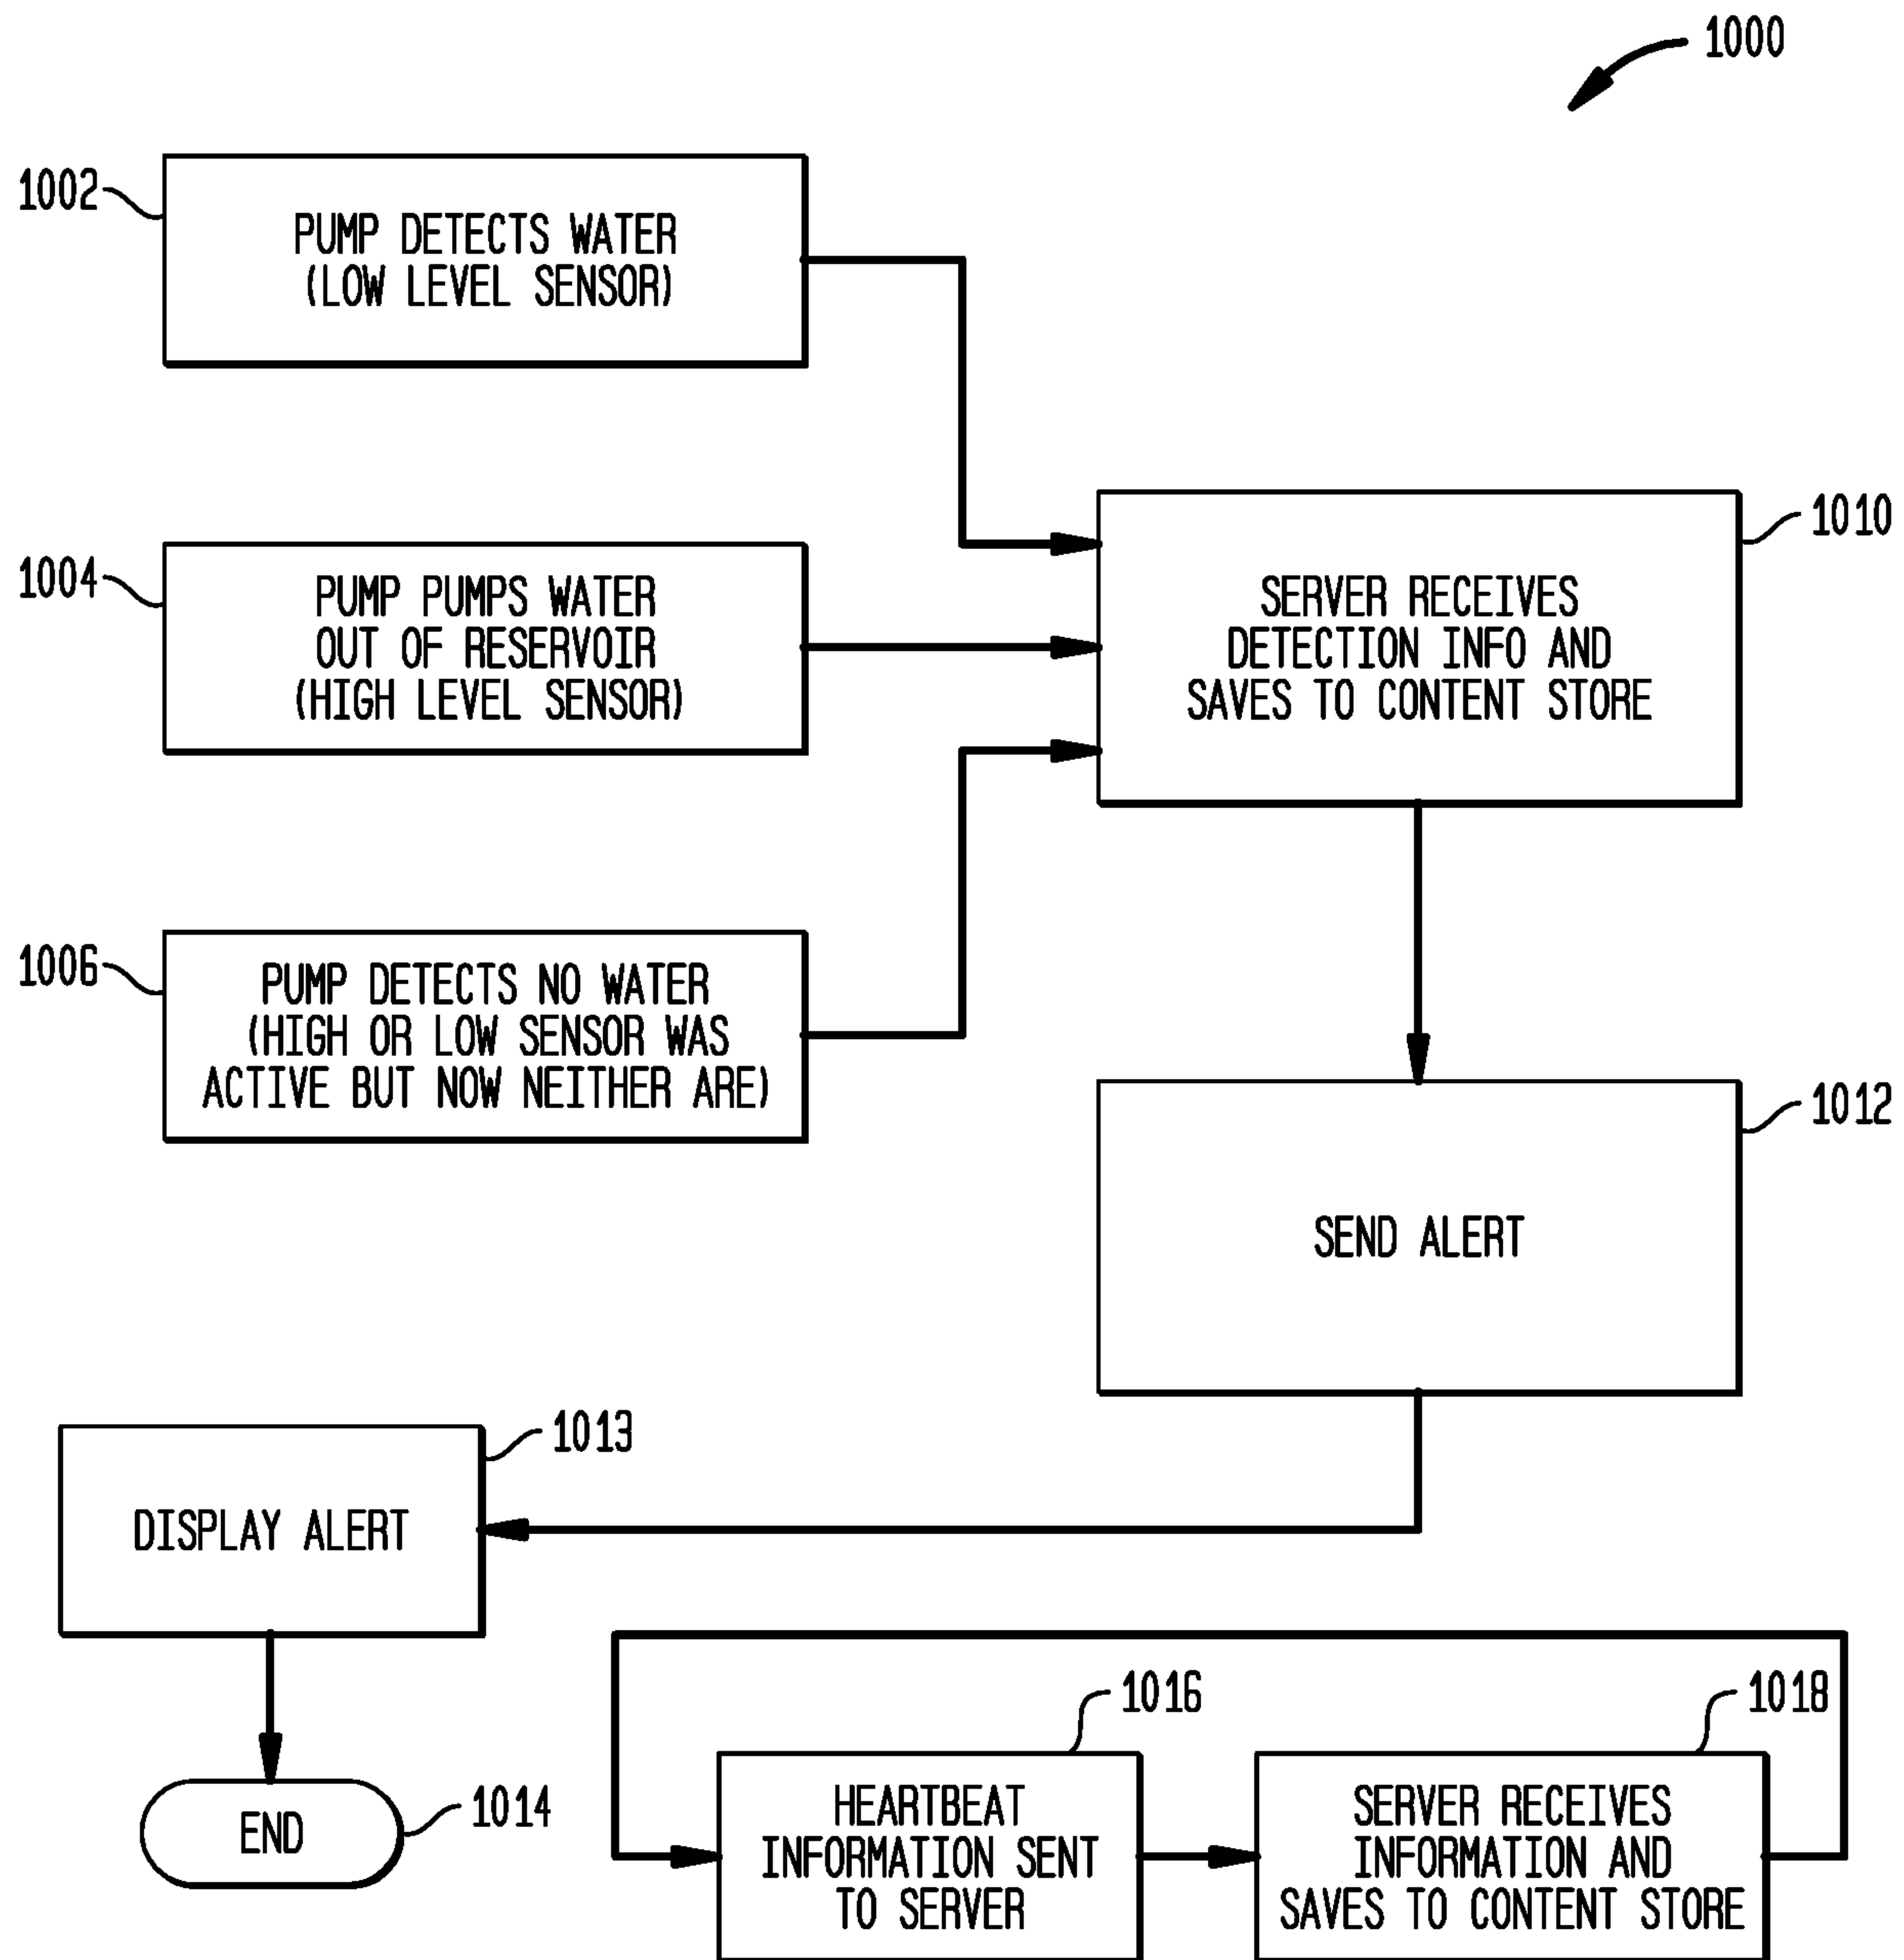 1000
1002
PUMP DETECTS WATER
(LOW LEVEL SENSOR)
1004
PUMP PUMPS WATER
OUT OF RESERVOIR
(HIGH LEVEL SENSOR)
1006
PUMP DETECTS NO WATER
(HIGH OR LOW SENSOR WAS
ACTIVE BUT NOW NEITHER ARE)
1010
SERVER RECEIVES
DETECTION INFO AND
SAVES TO CONTENT STORE
1012
SEND ALERT
1013
DISPLAY ALERT
1014
END
1016
HEARTBEAT
INFORMATION SENT
TO SERVER
1018
SERVER RECEIVES
INFORMATION AND
SAVES TO CONTENT STORE